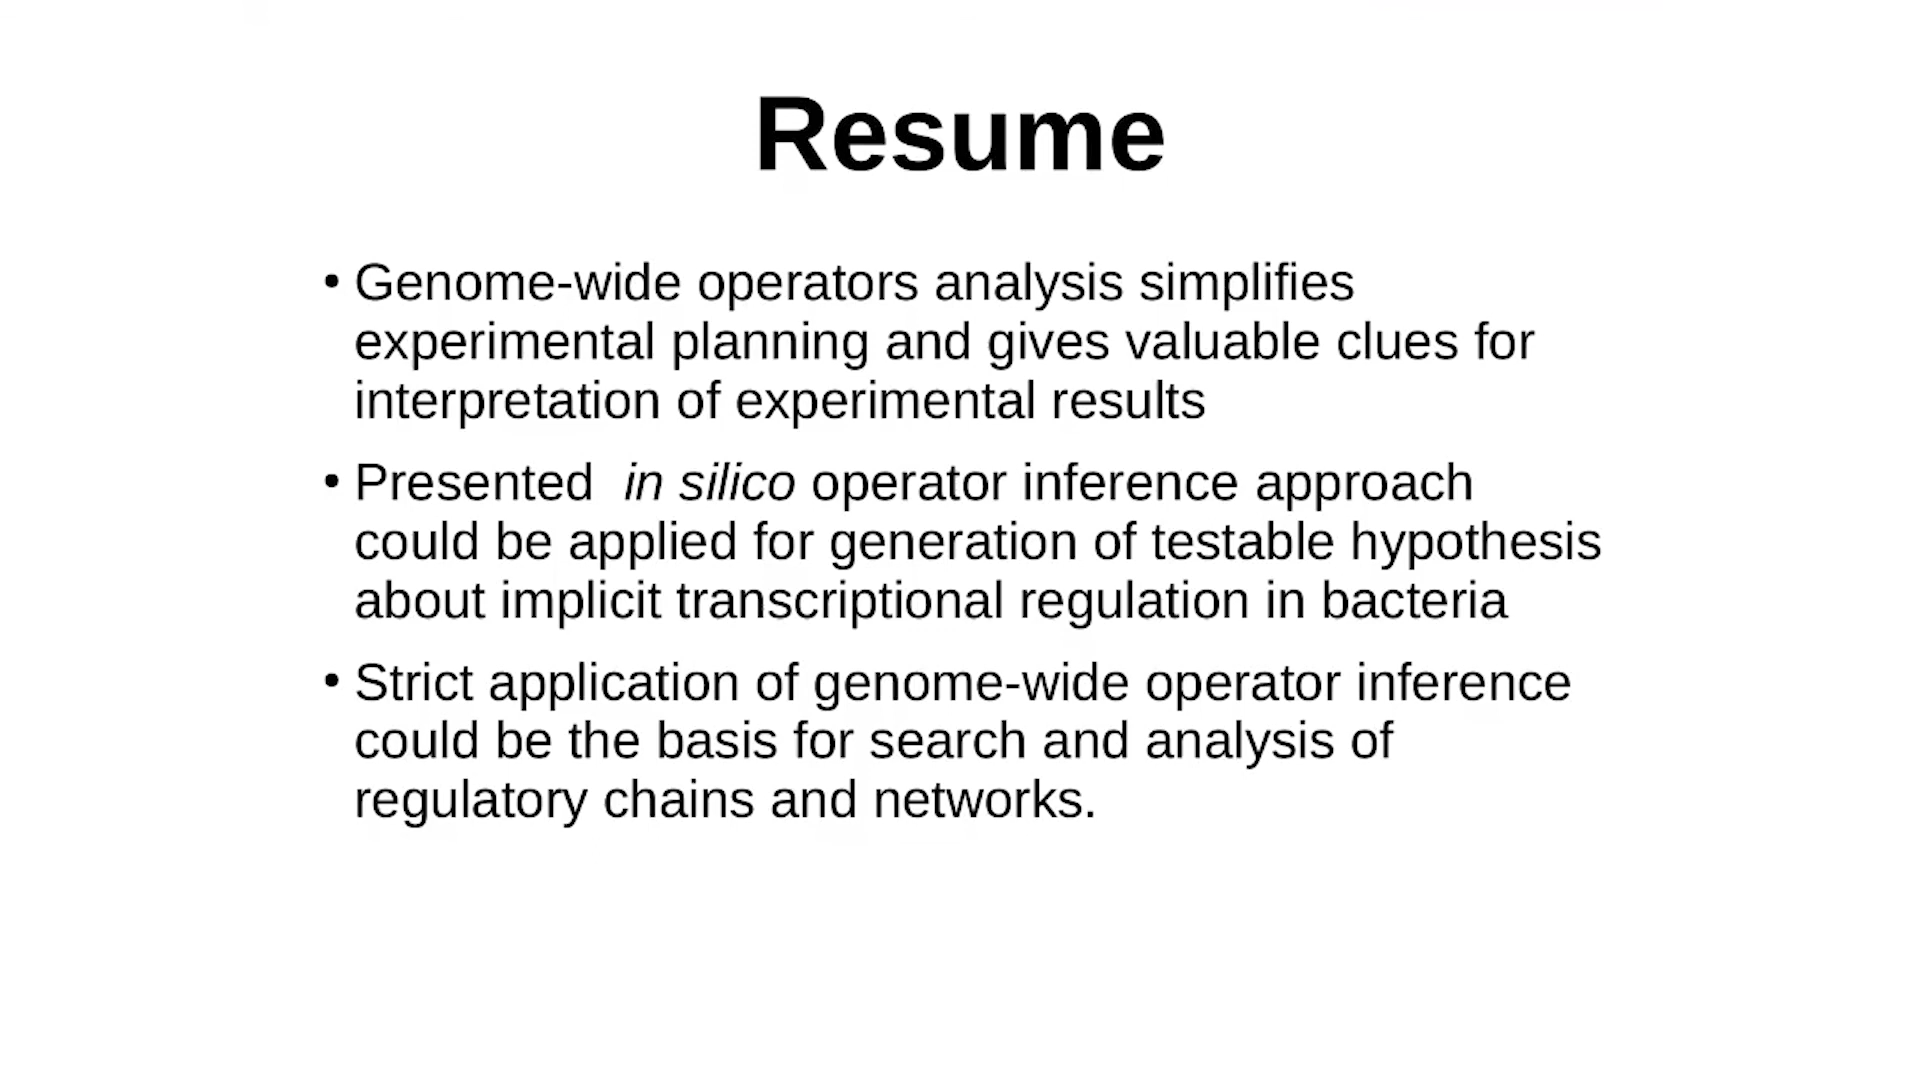 Resume
• Genome-wide operators analysis simplifies
experimental planning and gives valuable clues for
interpretation of experimental results
• Presented  in silico operator inference approach
could be applied for generation of testable hypothesis
about implicit transcriptional regulation in bacteria
• Strict application of genome-wide operator inference
could be the basis for search and analysis of
regulatory chains and networks.